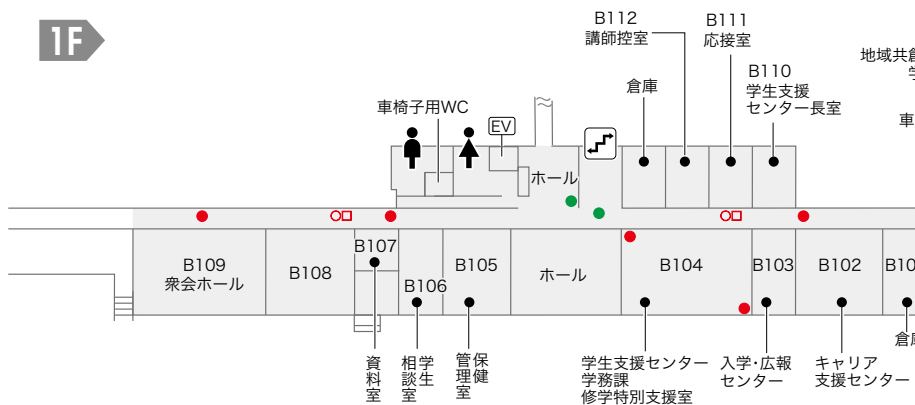 1F
B112
講師控室
B111
応接室
地域共創
学
倉庫
B110
学生支援
センター長室
車椅子用WC
EV
車
ホール
B109
衆会ホール
B108
B107
B106
B105
ホール
B104
B103
B102
B10
資料室
学生
相談室
保健
管理室
学生支援センター
学務課
修学特別支援室
入学・広報
センター
キャリア
支援センター
倉